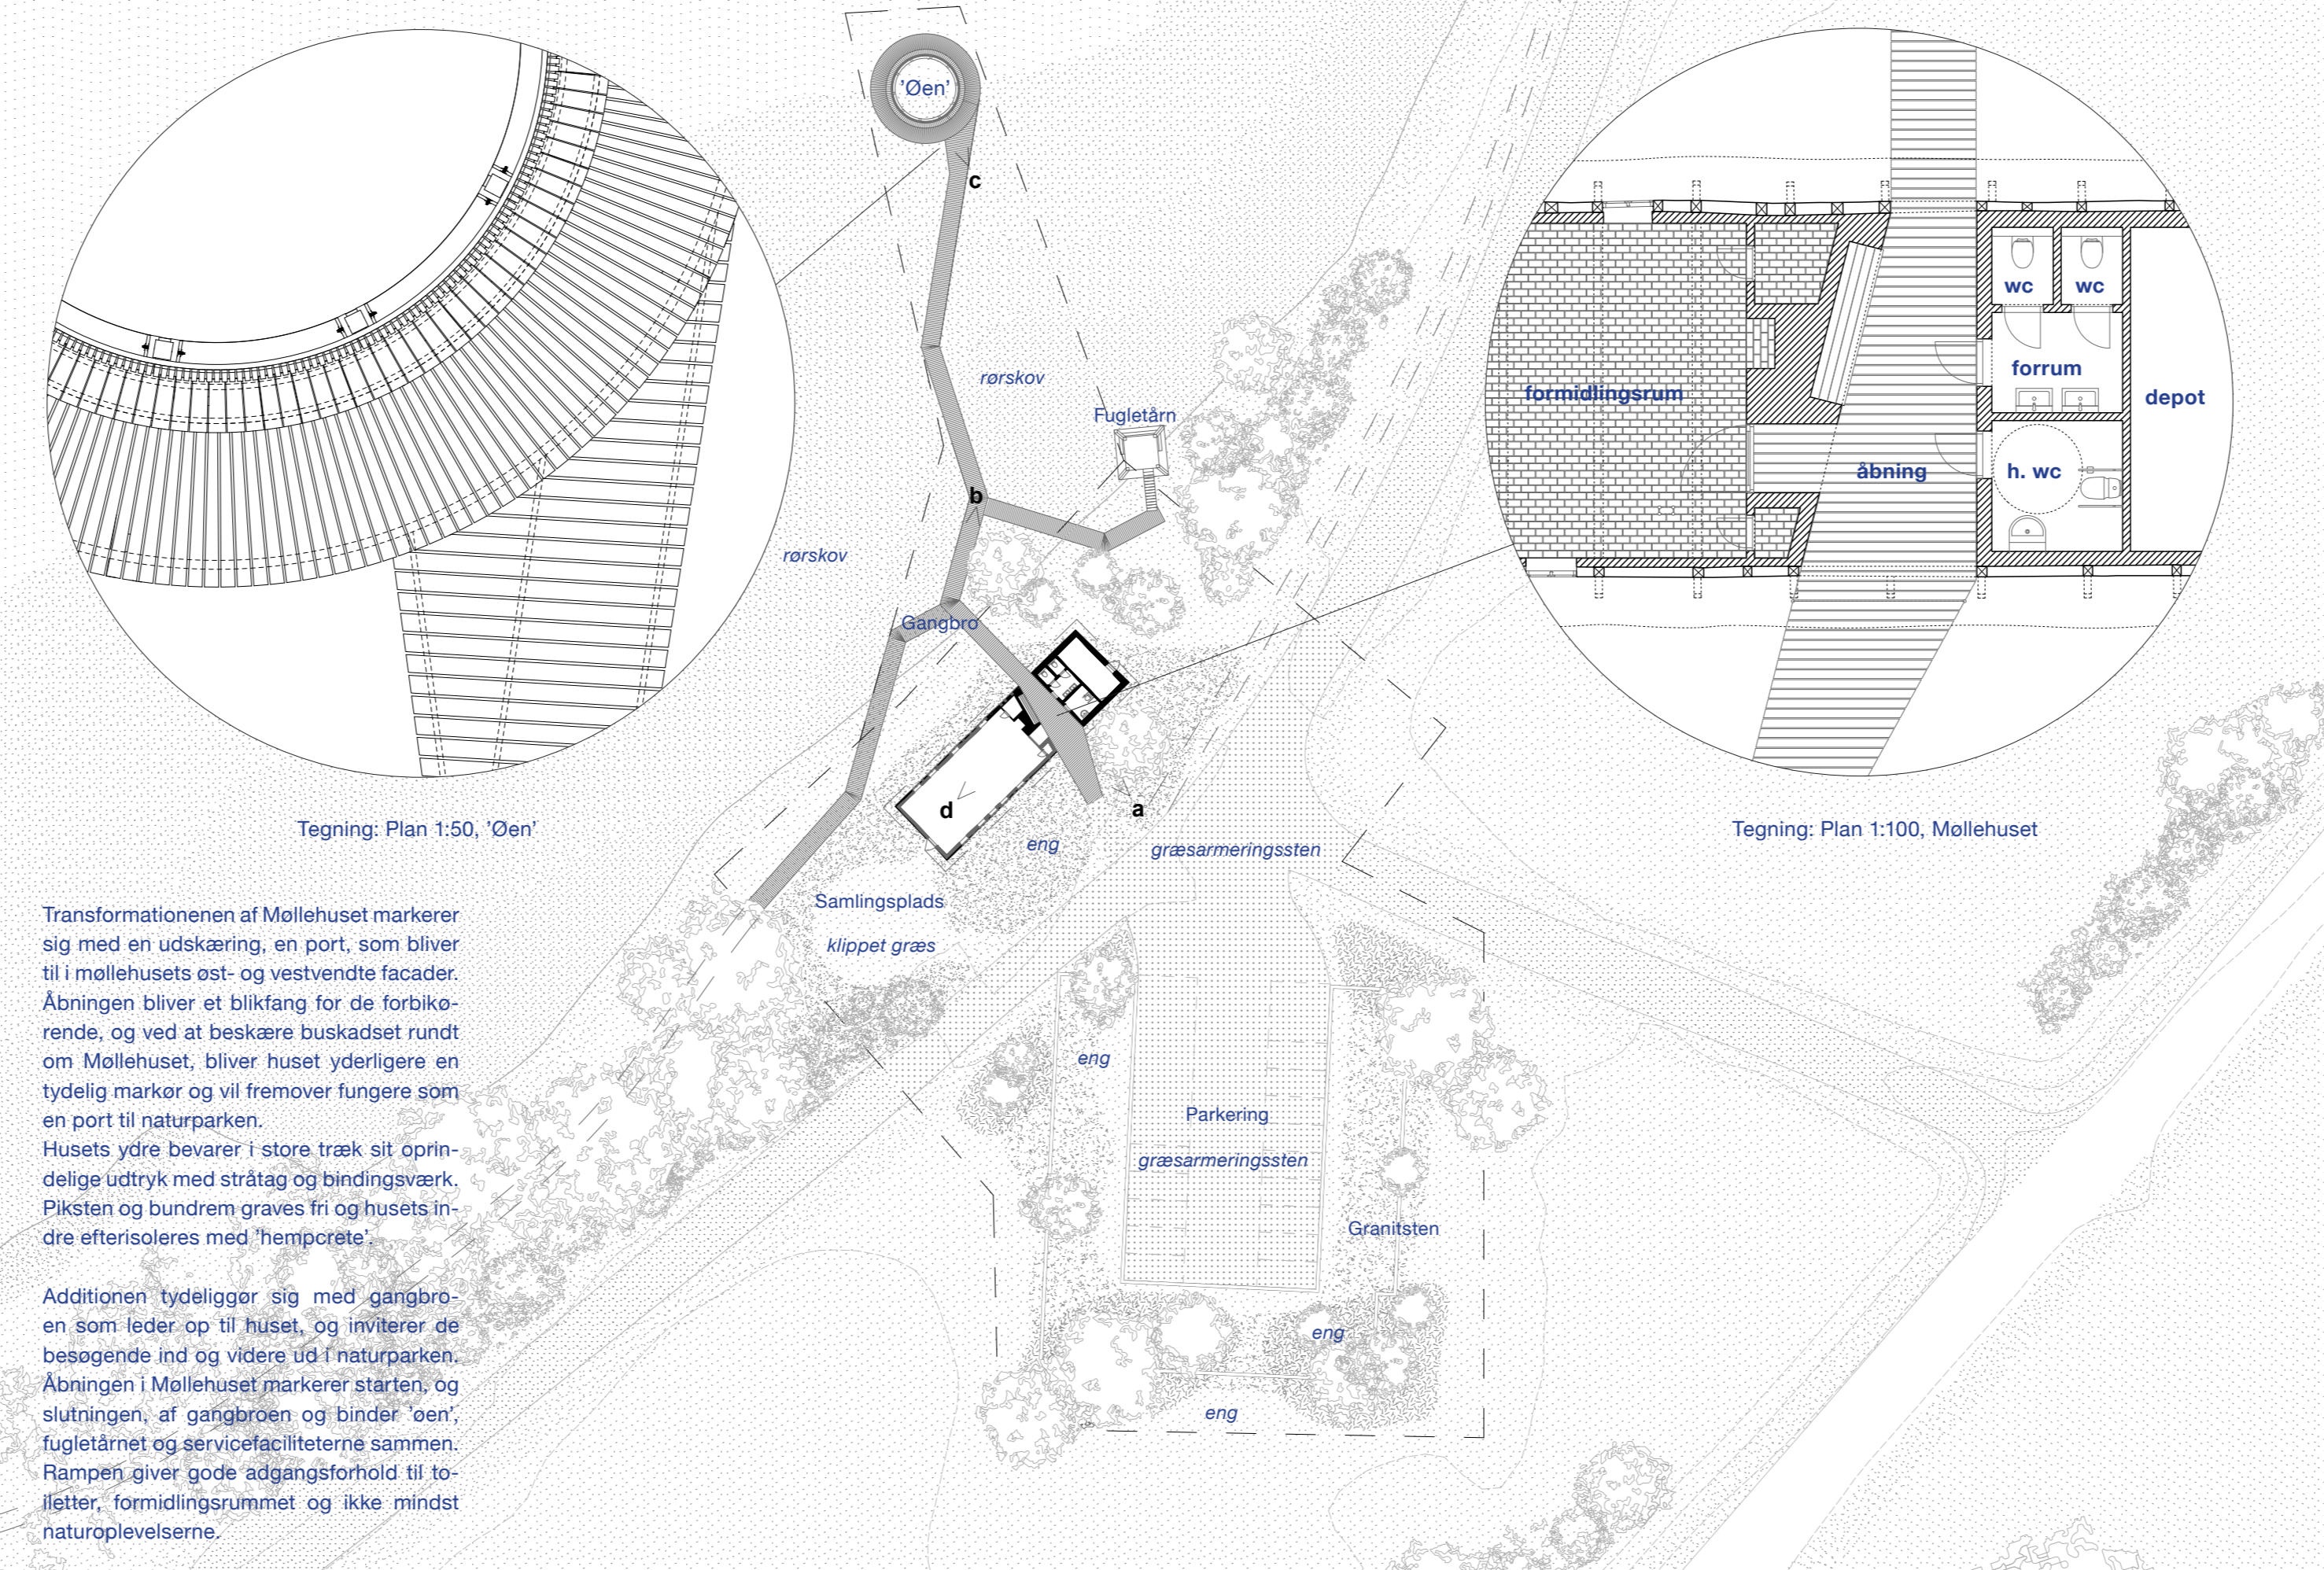 'Øen'
c
rørskov
Fugletårn
b
rørskov
Gangbro
d
a
eng
græsarmeringssten
Samlingsplads
klippet græs
eng
Parkering
græsarmeringssten
Granitsten
eng
eng
wc
wc
forrum
formidlingsrum
depot
åbning
h. wc
Tegning: Plan 1:50, 'Øen'
Tegning: Plan 1:100, Møllehuset
Transformationenen af Møllehuset markerer
sig med en udskæring, en port, som bliver
til i møllehusets øst- og vestvendte facader.
Åbningen bliver et blikfang for de forbikø-
rende, og ved at beskære buskadset rundt
om Møllehuset, bliver huset yderligere en
tydelig markør og vil fremover fungere som
en port til naturparken.
Husets ydre bevarer i store træk sit oprin-
delige udtryk med stråtag og bindingsværk.
Piksten og bundrem graves fri og husets in-
dre efterisoleres med 'hempcrete'.
Additionen tydeliggør sig med gangbro-
en som leder op til huset, og inviterer de
besøgende ind og videre ud i naturparken.
Åbningen i Møllehuset markerer starten, og
slutningen, af gangbroen og binder 'øen',
fugletårnet og servicefaciliteterne sammen.
Rampen giver gode adgangsforhold til to-
iletter, formidlingsrummet og ikke mindst
naturoplevelserne.